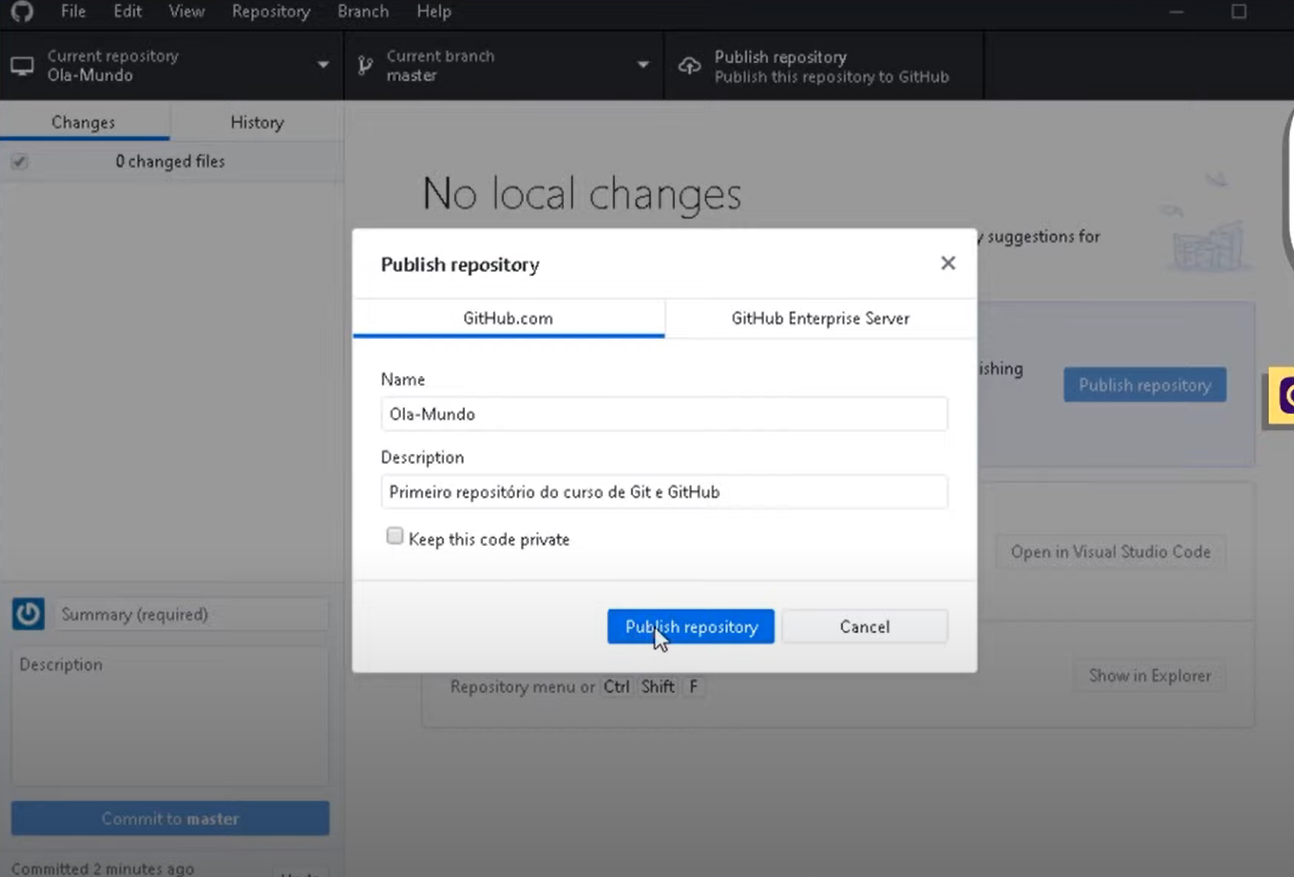 File Edit View Repository Branch Help
Current repository
Ola-Mundo
Current branch
master
Publish repository
Publish this repository to GitHub
Changes
History
0 changed files
No local changes
suggestions for
Publish repository
GitHub.com
GitHub Enterprise Server
Name
Ola-Mundo
Description
Primeiro repositório do curso de Git e GitHub
Keep this code private
Publish repository
Cancel
ishing
Publish repository
Open in Visual Studio Code
Show in Explorer
Repository menu or Ctrl Shift F
Summary (required)
Description
Commit to master
Committed 2 minutes ago